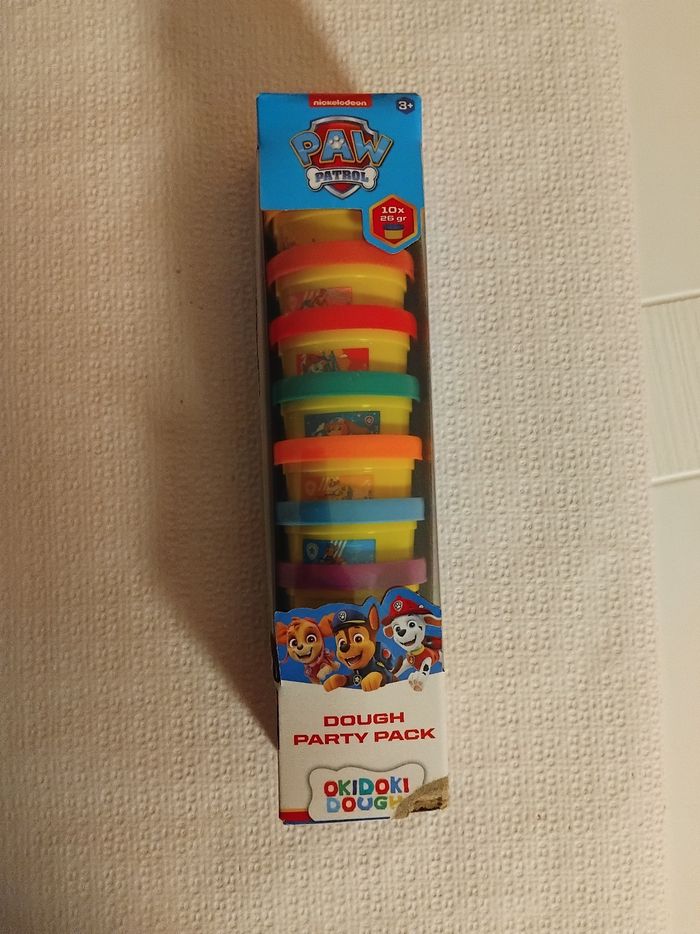 nickelodeon
3+
PAW
PATROL
10x
26 gr
DOUGH
PARTY PACK
OKIDOKI
DOUGH